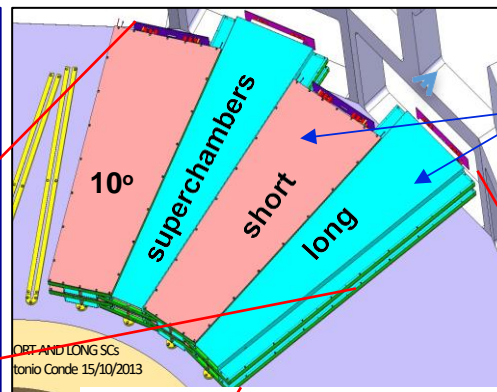 10º
superchambers
short
long
ORT AND LONG SCs
tonio Conde 15/10/2013